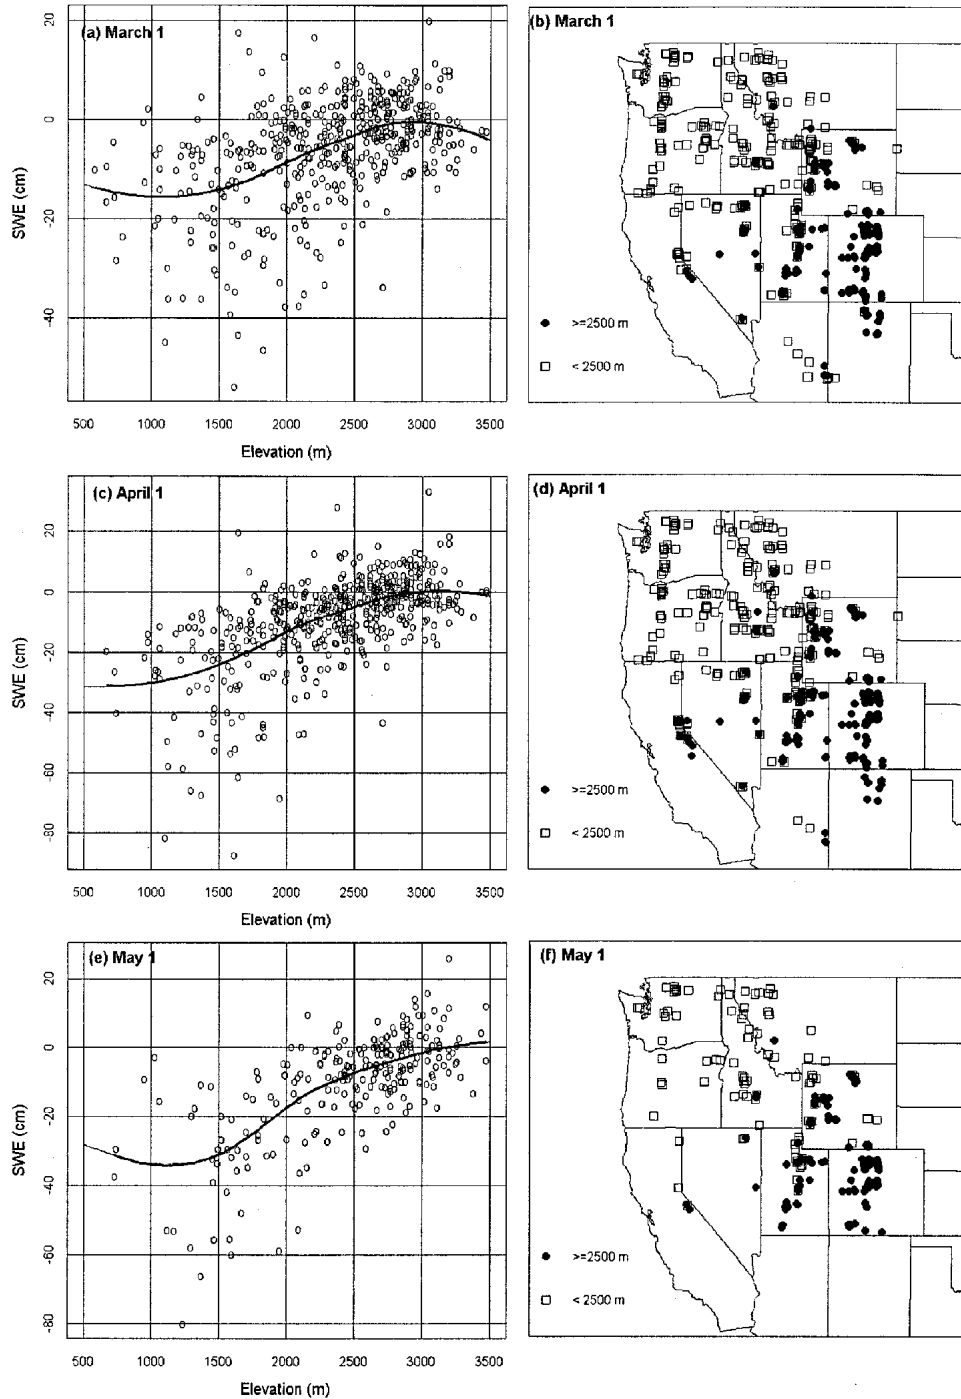 (a) March 1
20
0
-20
-40
SWE (cm)
500 1000 1500 2000 2500 3000 3500
Elevation (m)
(b) March 1
>=2500 m
< 2500 m
(c) April 1
20
0
-20
-40
-60
-80
SWE (cm)
500 1000 1500 2000 2500 3000 3500
Elevation (m)
(d) April 1
>=2500 m
< 2500 m
(e) May 1
20
0
-20
-40
-60
-80
SWE (cm)
500 1000 1500 2000 2500 3000 3500
Elevation (m)
(f) May 1
>=2500 m
< 2500 m